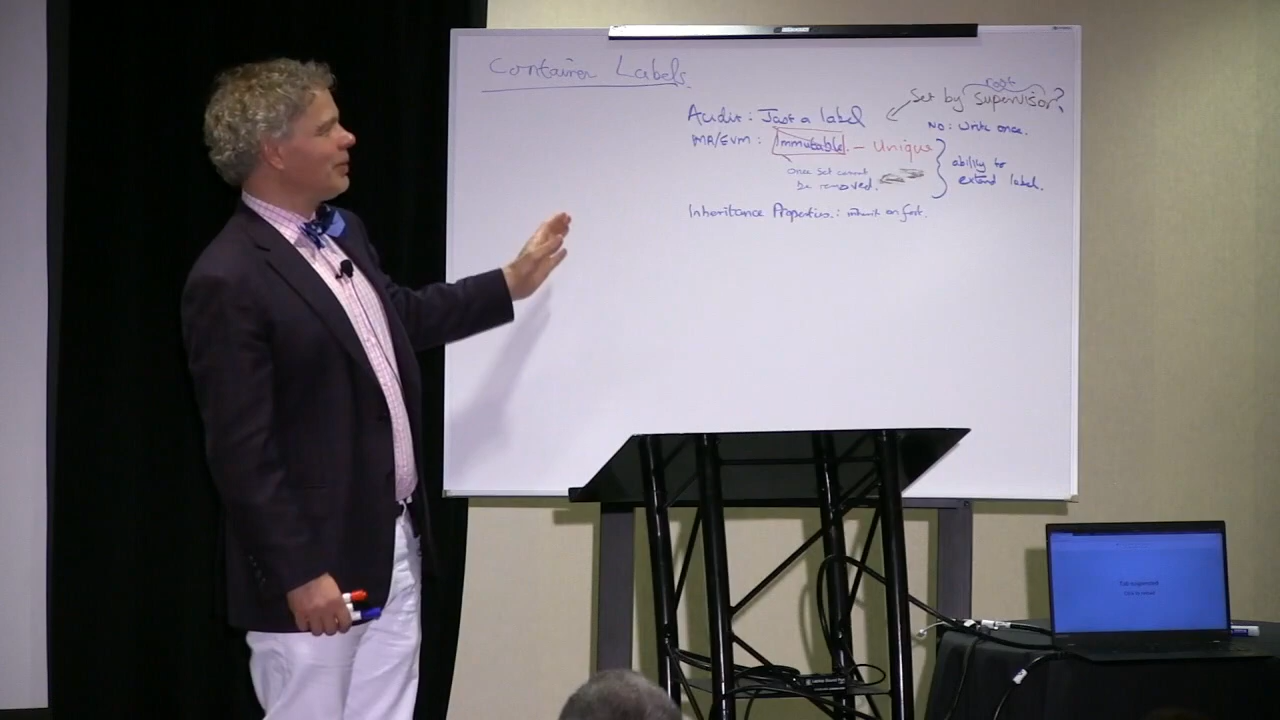 Container Labels
root
Set by supervisor?
Audit: Just a label
No: Write once.
IMA/EVM: Immutable. - Unique
Once set cannot
be removed.
ability to
extend label.
Inheritance Properties: inherit on fork.